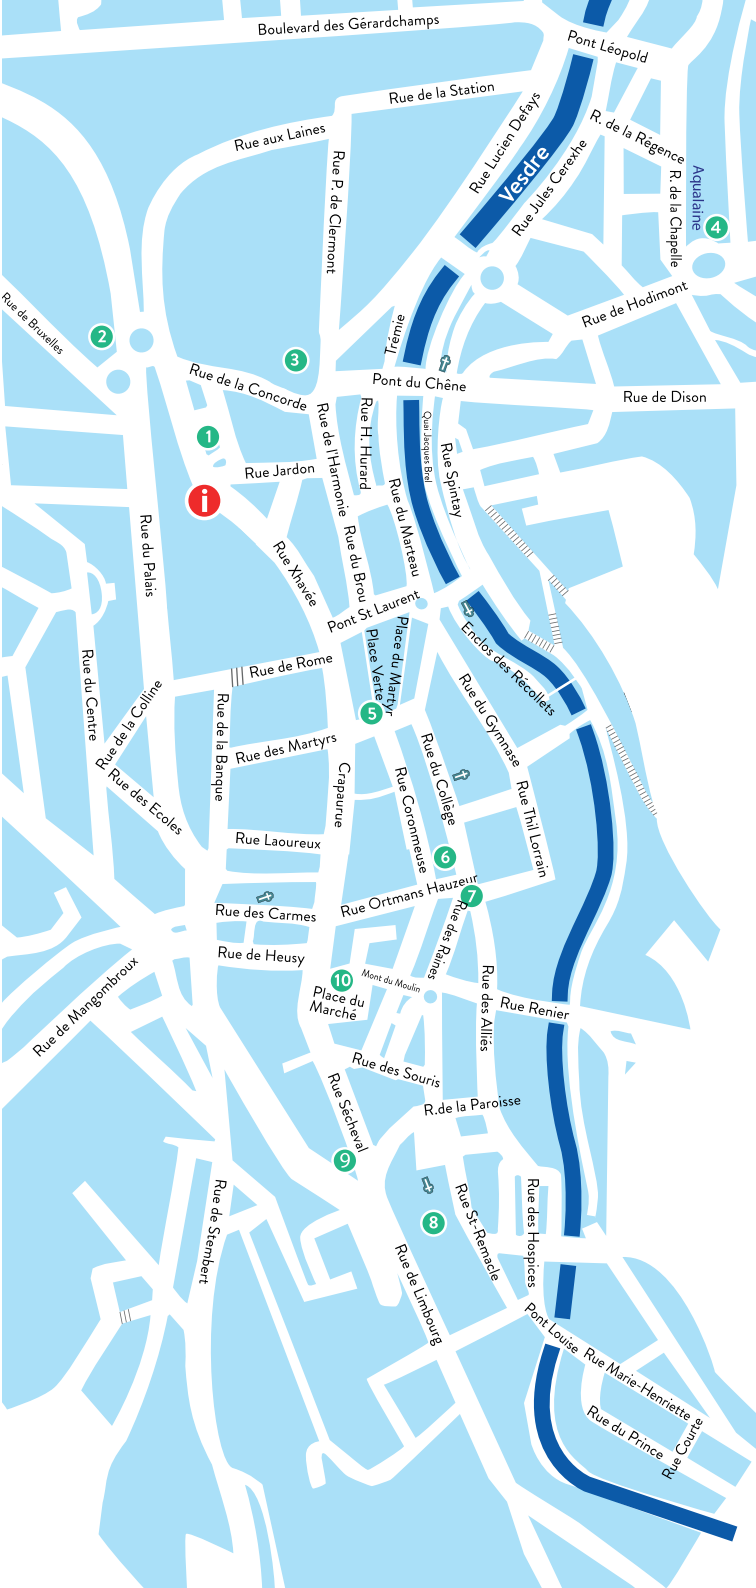 Boulevard des Gérardchamps
Pont Léopold
Rue de la Station
Rue Lucien Defays
R. de la Régence
Rue aux Laines
Vesdre
Rue Jules Cerexhe
Rue P. de Clermont
R. de la Chapelle
Aqualaine
4
Rue de Hodimont
Rue de Bruxelles
2
Trémie
3
Rue de la Concorde
Pont du Chêne
Rue de Dison
1
Rue de l'Harmonie
Rue H. Hurard
Quai Jacques Brel
Rue Spintay
Rue Jardon
i
Rue du Marteau
Rue du Palais
Rue Xhavée
Rue du Brou
Pont St Laurent
Place Verte
Place du Martyr
Enclos des Récollets
Rue de Rome
Rue du Centre
Rue de la Colline
Rue de la Banque
Rue du Gymnase
5
Rue des Martyrs
Rue du Collège
Rue des Ecoles
Crapaurue
Rue Coronmeuse
Rue Thil Lorrain
Rue Laoureux
6
Rue Ortmans Hauzeur
7
Rue des Carmes
Rue des Raines
Rue de Heusy
Rue de Mangombroux
10
Mont du Moulin
Place du
Marché
Rue des Alliés
Rue Renier
Rue des Souris
Rue Sécheval
R.de la Paroisse
9
Rue de Stembert
8
Rue St-Remacle
Rue des Hospices
Rue de Limbourg
Pont Louise
Rue Marie-Henriette
Rue du Prince
Rue Courte